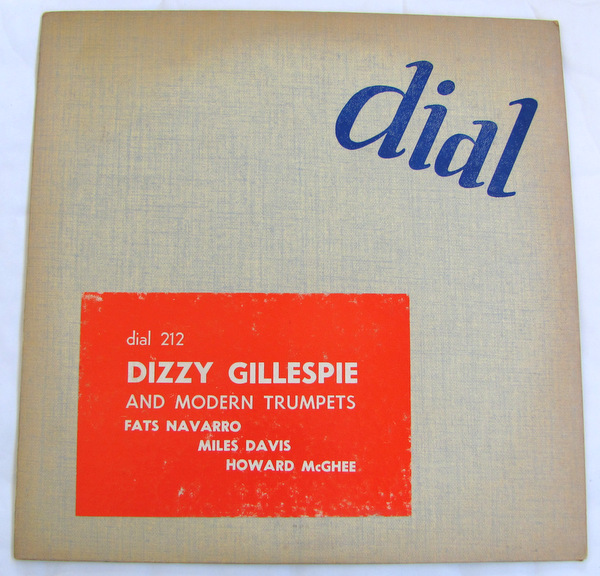 dial
dial 212
DIZZY GILLESPIE
AND MODERN TRUMPETS
FATS NAVARRO
MILES DAVIS
HOWARD McGHEE